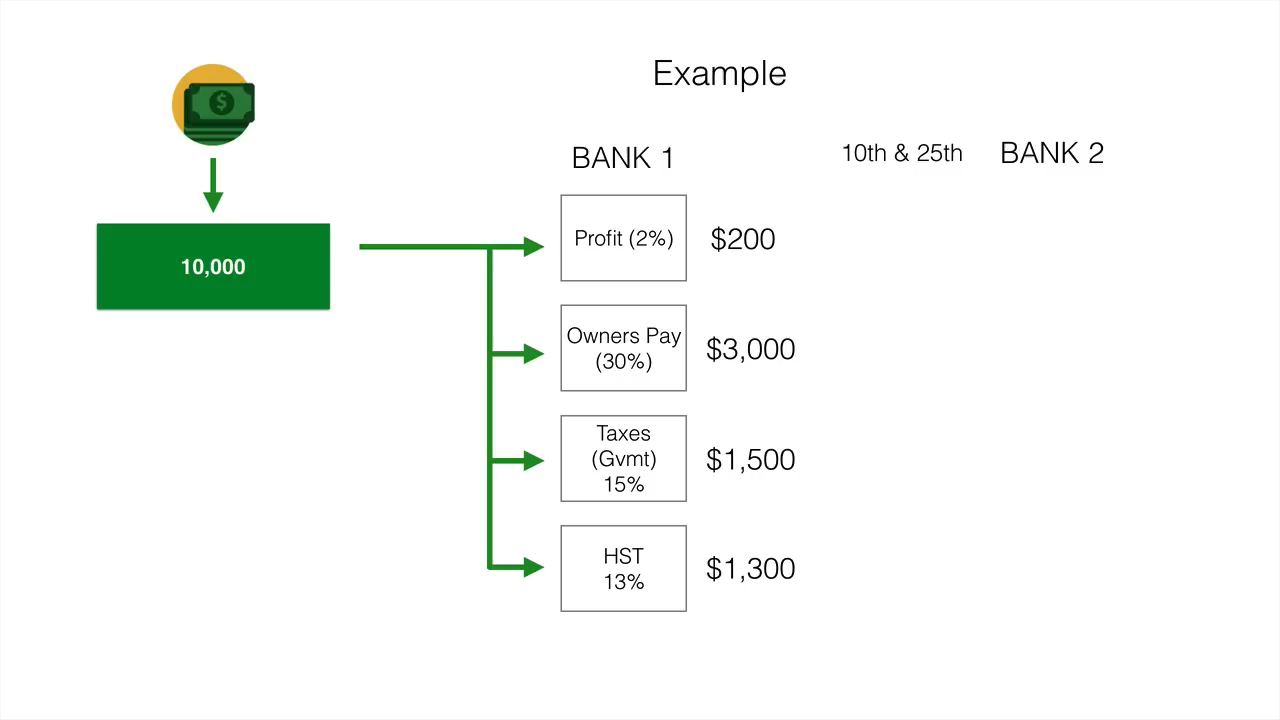 Example
BANK 1
10th & 25th
BANK 2
$
10,000
Profit (2%)
$200
Owners Pay
(30%)
$3,000
Taxes
(Gvmt)
15%
$1,500
HST
13%
$1,300